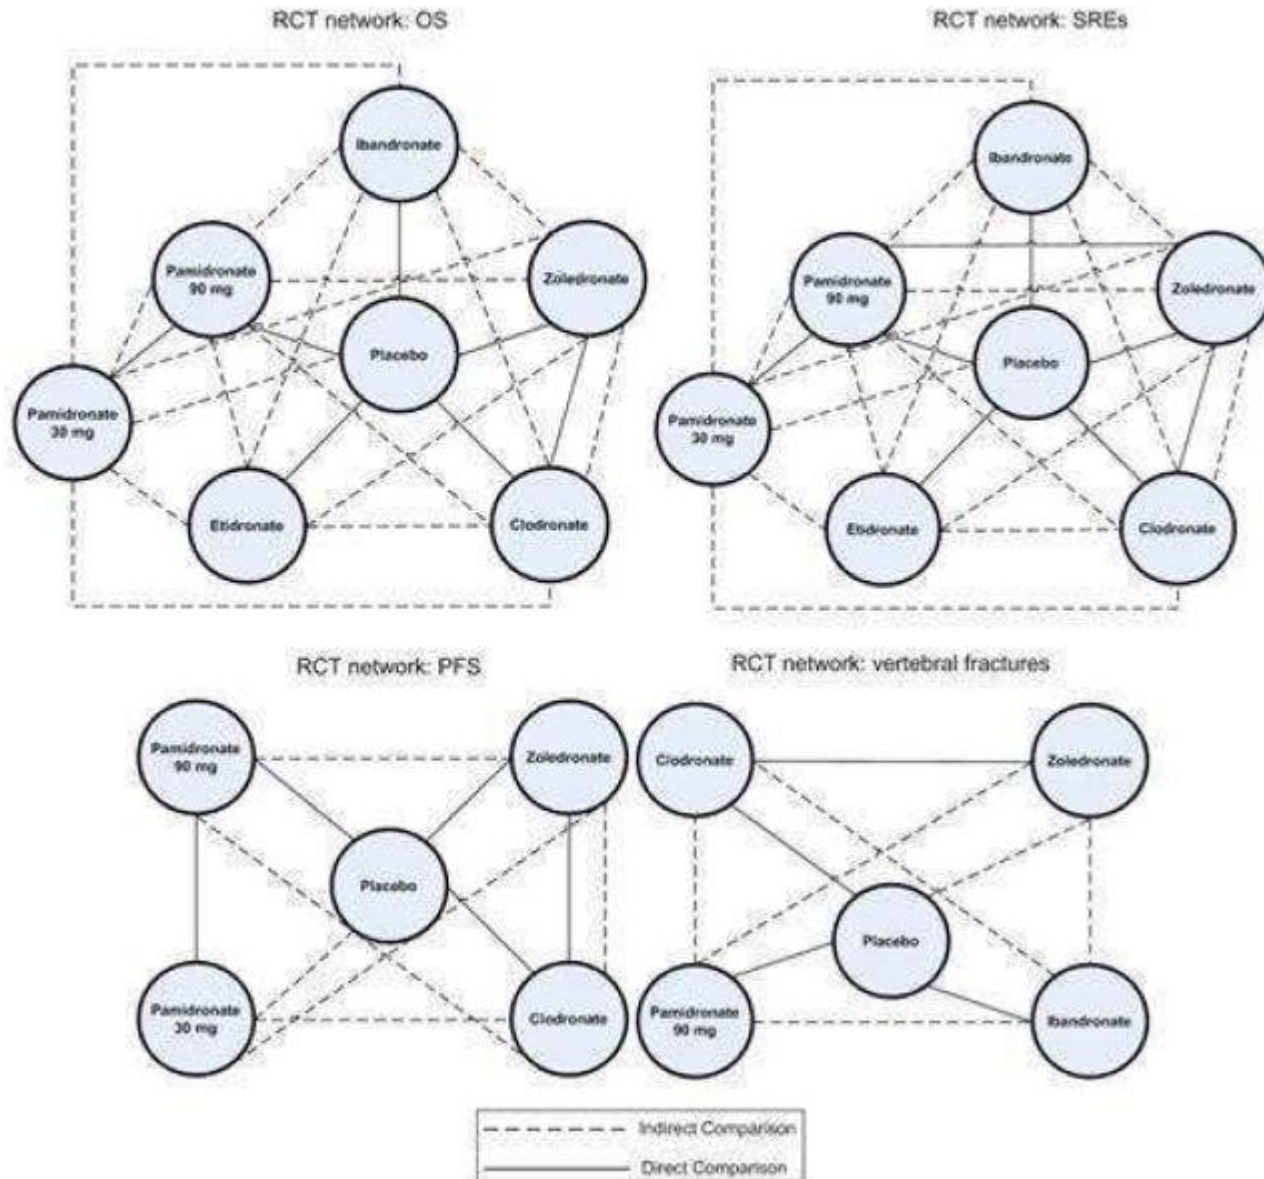 RCT network: OS
Ibandronate
Pamidronate
90 mg
Zoledronate
Placebo
Pamidronate
30 mg
Etidronate
Clodronate
RCT network: SREs
Ibandronate
Pamidronate
90 mg
Zoledronate
Placebo
Pamidronate
30 mg
Etidronate
Clodronate
RCT network: PFS
Pamidronate
90 mg
Zoledronate
Placebo
Pamidronate
30 mg
Clodronate
RCT network: vertebral fractures
Clodronate
Zoledronate
Placebo
Pamidronate
90 mg
Ibandronate
Indirect Comparison
Direct Comparison